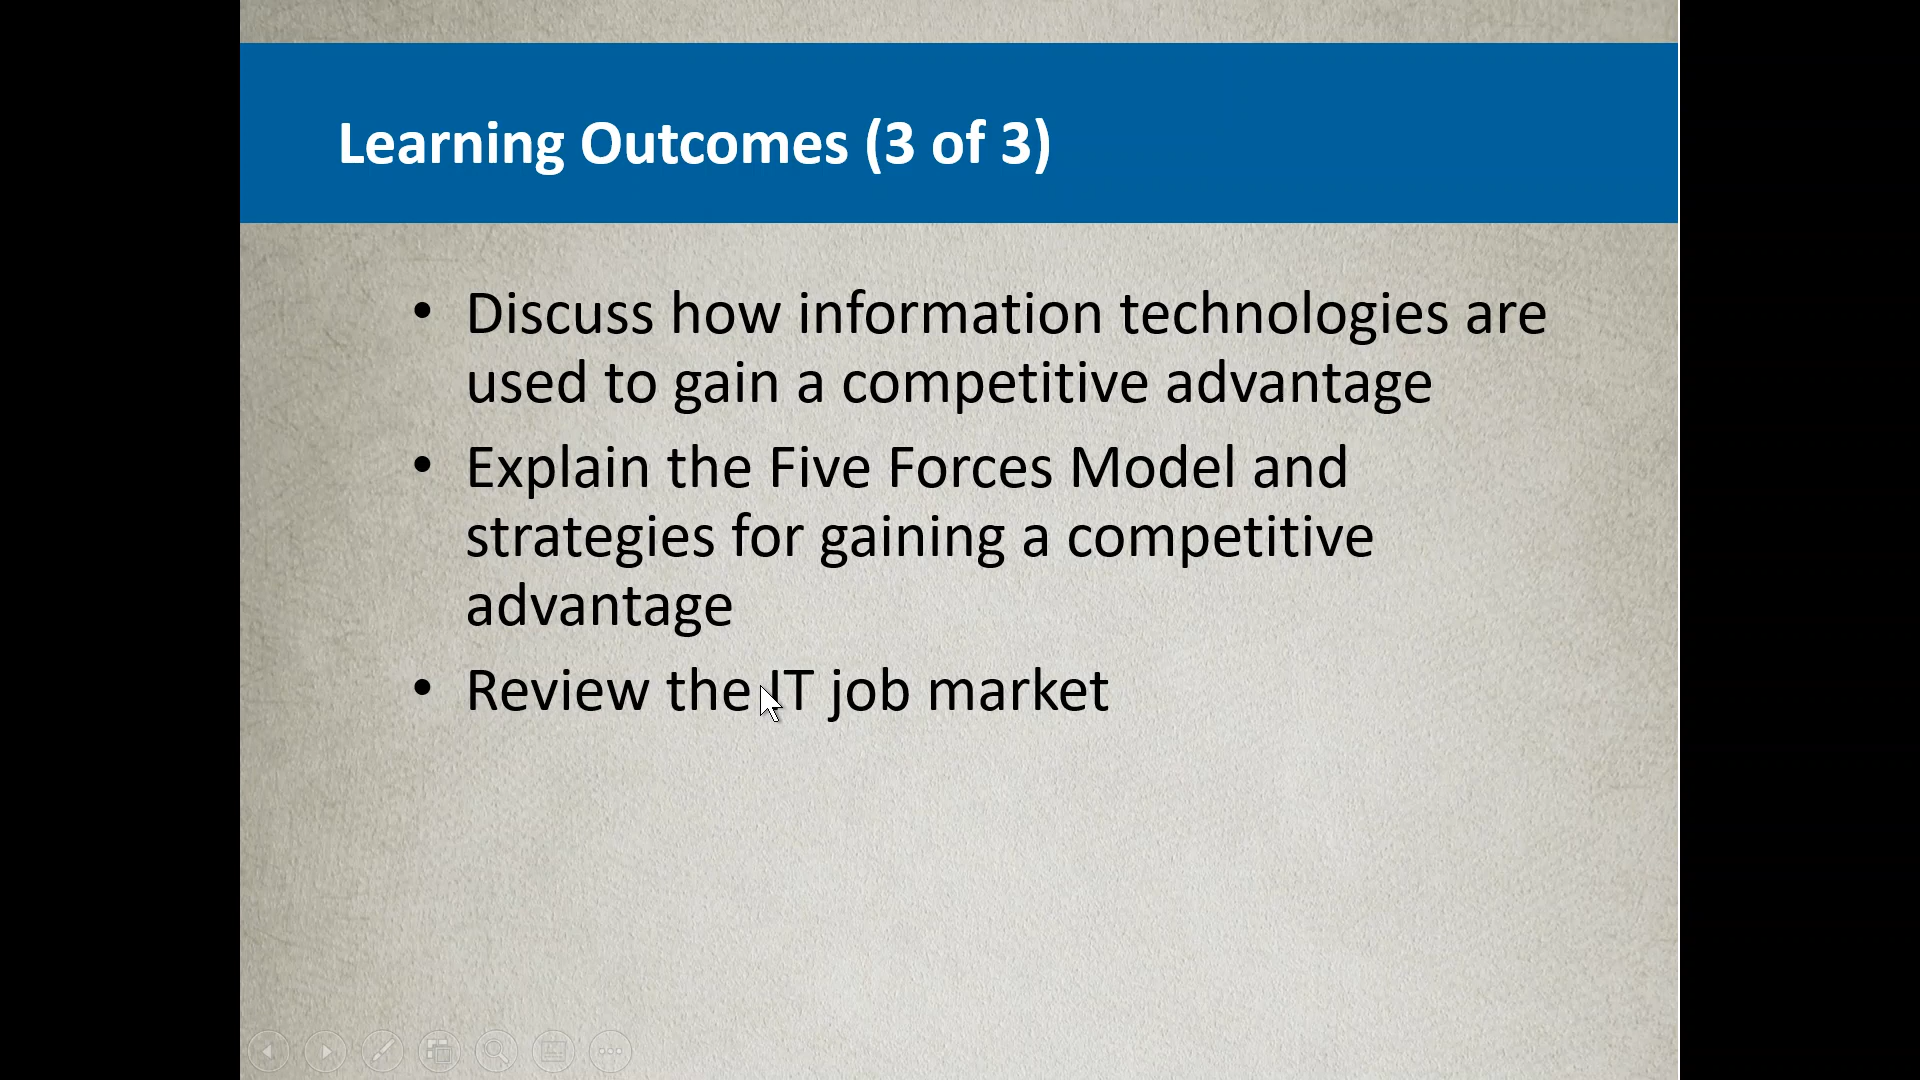 Learning Outcomes (3 of 3)
• Discuss how information technologies are
used to gain a competitive advantage
• Explain the Five Forces Model and
strategies for gaining a competitive
advantage
• Review the IT job market